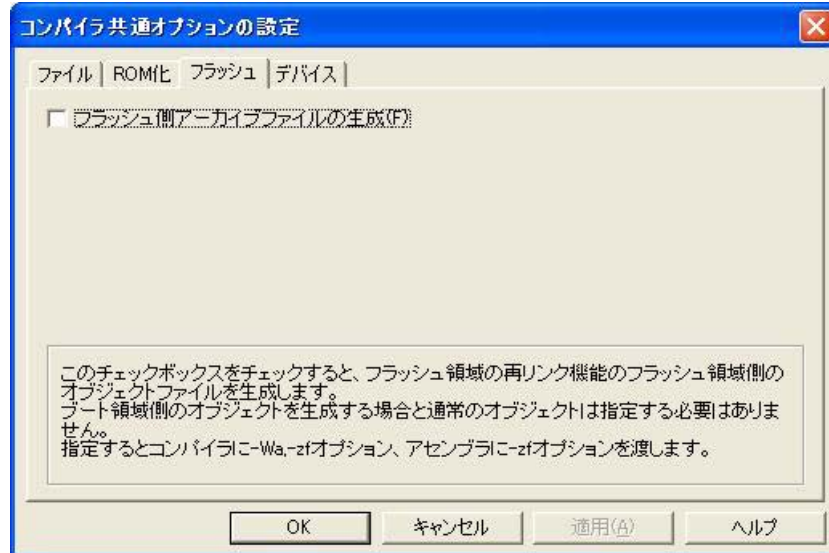 コンパイラ共通オプションの設定
ファイル ROM化 フラッシュ デバイス
フラッシュ側アーカイブファイルの生成(F)
このチェックボックスをチェックすると、フラッシュ領域の再リンク機能のフラッシュ領域側の
オブジェクトファイルを生成します。
ブート領域側のオブジェクトを生成する場合と通常のオブジェクトは指定する必要はありま
せん。
指定するとコンパイラに-Wa,-zfオプション、アセンブラに-zfオプションを渡します。
OK キャンセル 適用(A) ヘルプ